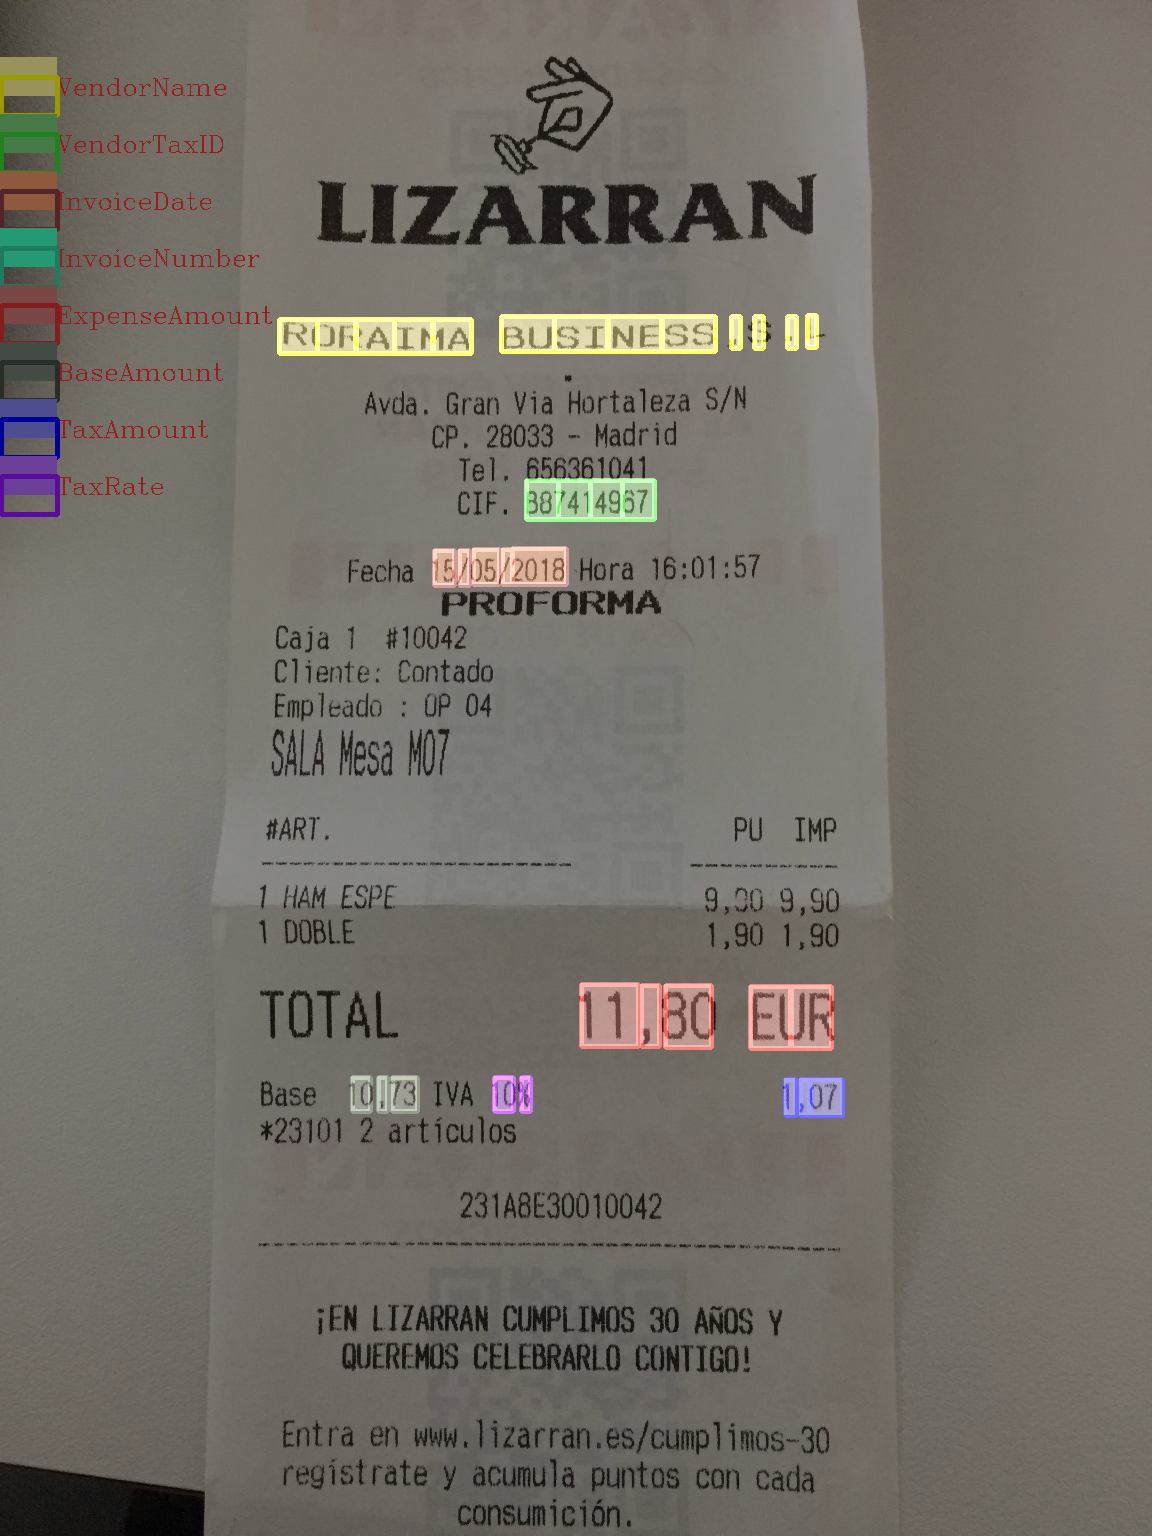 VendorName
VendorTaxID
InvoiceDate
InvoiceNumber
ExpenseAmount
BaseAmount
TaxAmount
TaxRate
LIZARRAN
RORAIMA BUSINESS ,S.L
Avda. Gran Via Hortaleza S/N
CP. 28033 - Madrid
Tel. 656361041
CIF. B87414967
Fecha 15/05/2018 Hora 16:01:57
PROFORMA
Caja 1 #10042
Cliente: Contado
Empleado : OP 04
SALA Mesa M07
#ART. PU IMP
1 HAM ESPE 9,90 9,90
1 DOBLE 1,90 1,90
TOTAL 11,80 EUR
Base 10,73 IVA 10% 1,07
*23101 2 artículos
231A8E30010042
¡EN LIZARRAN CUMPLIMOS 30 AÑOS Y
QUEREMOS CELEBRARLO CONTIGO!
Entra en www.lizarran.es/cumplimos-30
regístrate y acumula puntos con cada
consumición.